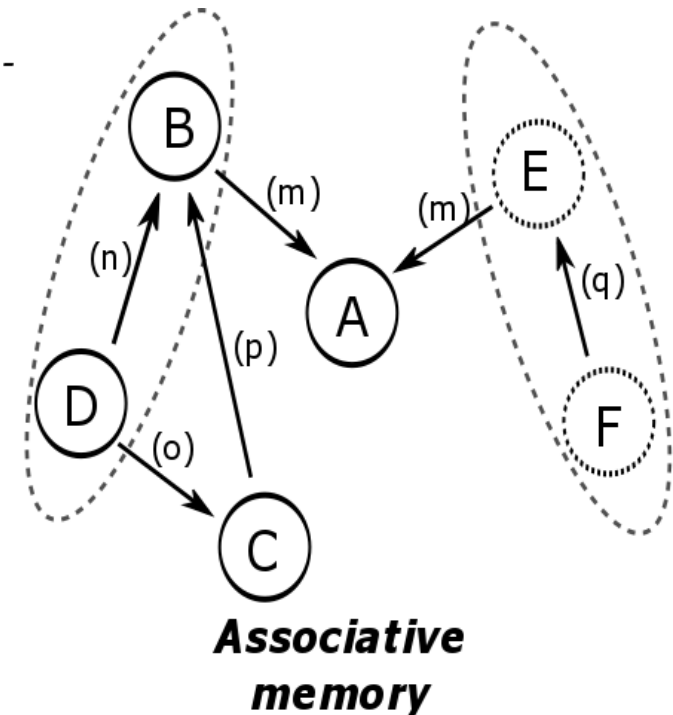 -
B
E
(m)
(m)
(n)
(q)
A
(p)
D
F
(o)
C
Associative
memory